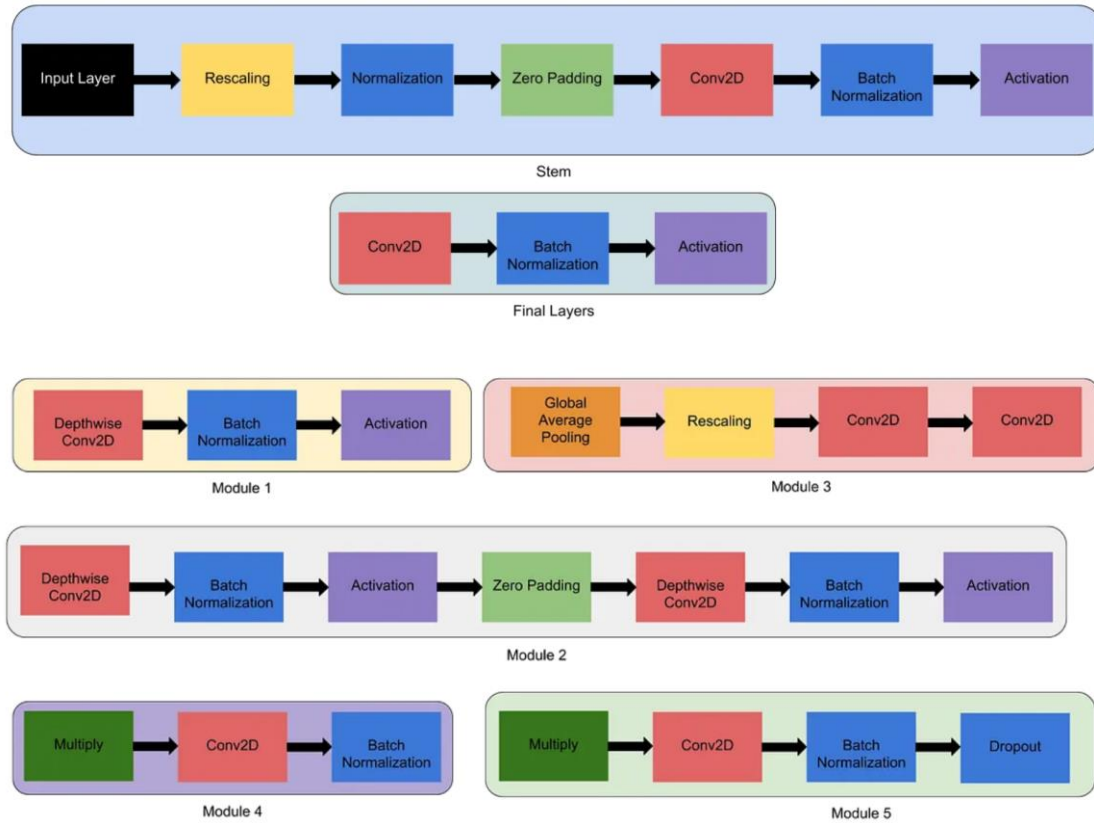 Input Layer
Rescaling
Normalization
Zero Padding
Conv2D
Batch
Normalization
Activation
Stem
Conv2D
Batch
Normalization
Activation
Final Layers
Depthwise
Conv2D
Batch
Normalization
Activation
Module 1
Global
Average
Pooling
Rescaling
Conv2D
Conv2D
Module 3
Depthwise
Conv2D
Batch
Normalization
Activation
Zero Padding
Depthwise
Conv2D
Batch
Normalization
Activation
Module 2
Multiply
Conv2D
Batch
Normalization
Module 4
Multiply
Conv2D
Batch
Normalization
Dropout
Module 5